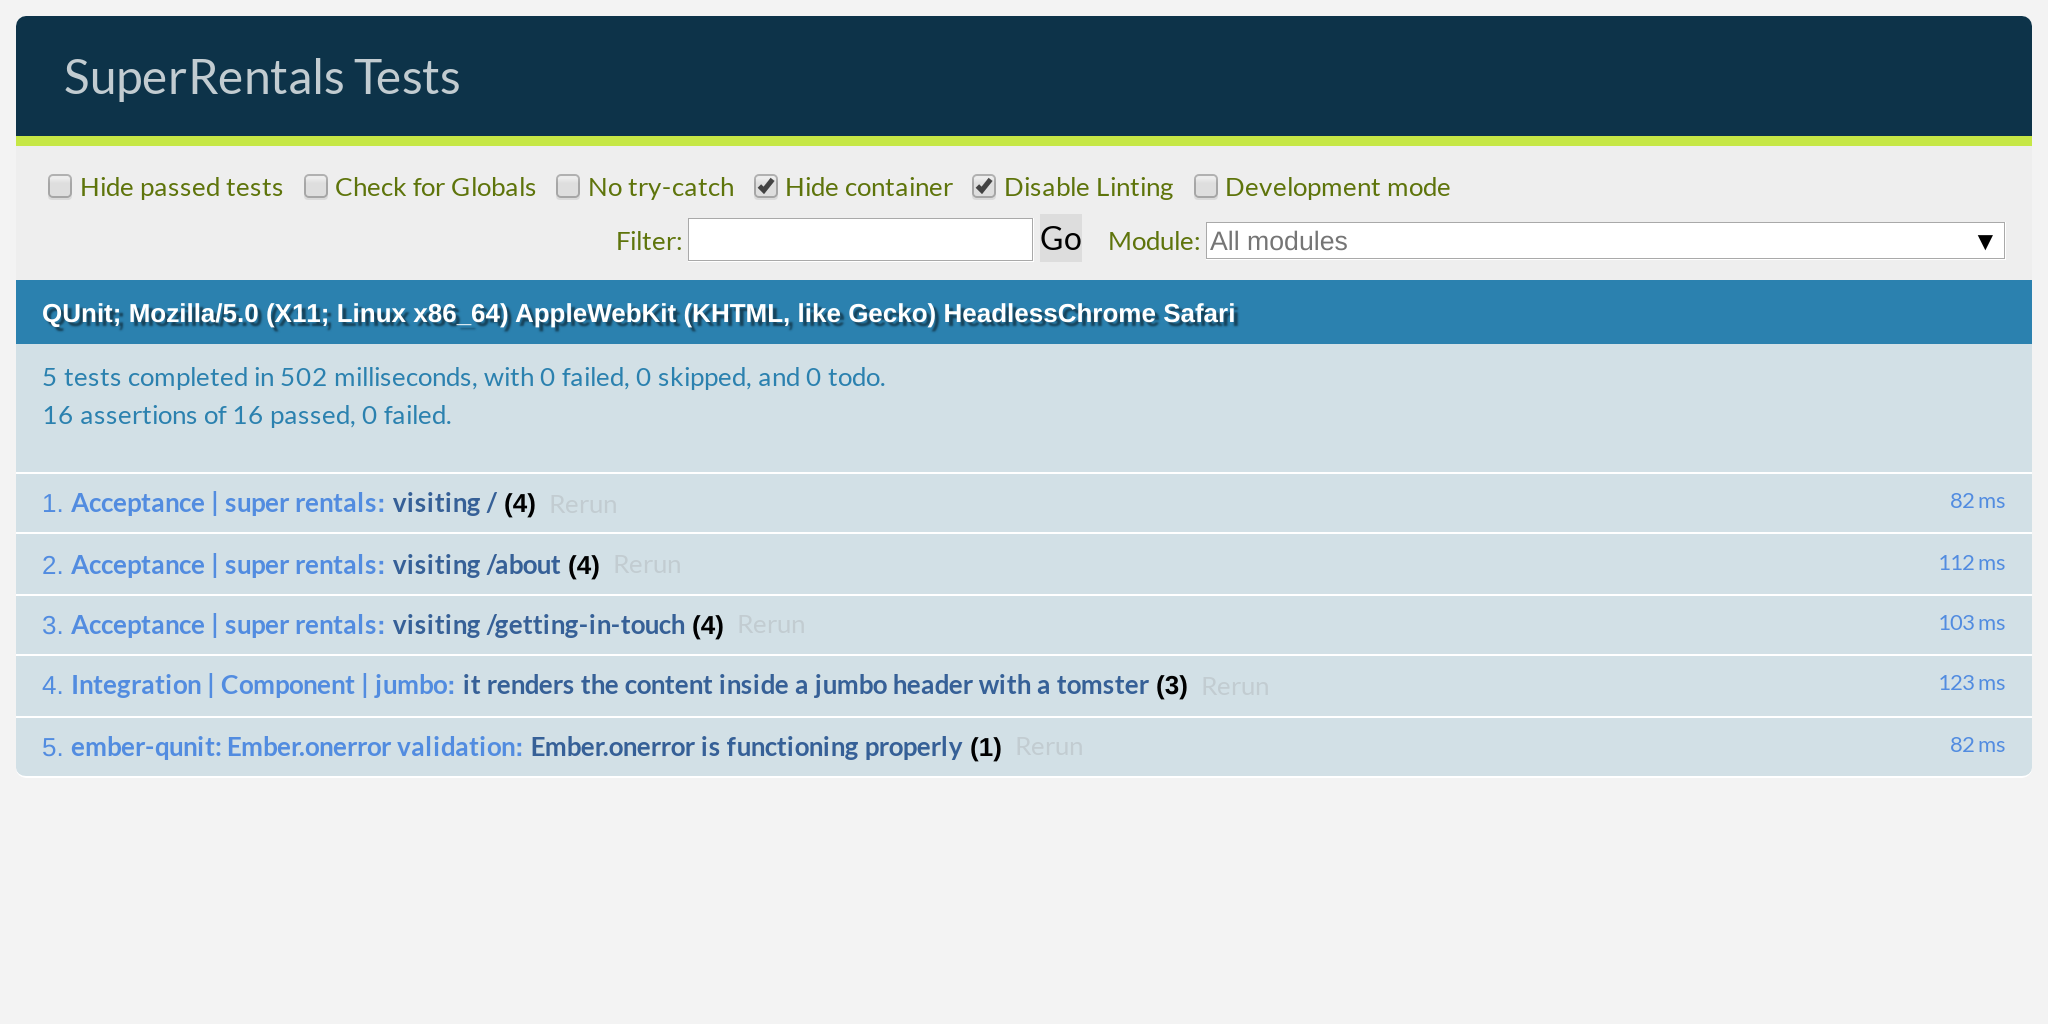 SuperRentals Tests
Hide passed tests Check for Globals No try-catch Hide container Disable Linting Development mode
Filter: Go Module: All modules ▼
QUnit; Mozilla/5.0 (X11; Linux x86_64) AppleWebKit (KHTML, like Gecko) HeadlessChrome Safari
5 tests completed in 502 milliseconds, with 0 failed, 0 skipped, and 0 todo.
16 assertions of 16 passed, 0 failed.
1. Acceptance | super rentals: visiting / (4) Rerun 82 ms
2. Acceptance | super rentals: visiting /about (4) Rerun 112 ms
3. Acceptance | super rentals: visiting /getting-in-touch (4) Rerun 103 ms
4. Integration | Component | jumbo: it renders the content inside a jumbo header with a tomster (3) Rerun 123 ms
5. ember-qunit: Ember.onerror validation: Ember.onerror is functioning properly (1) Rerun 82 ms